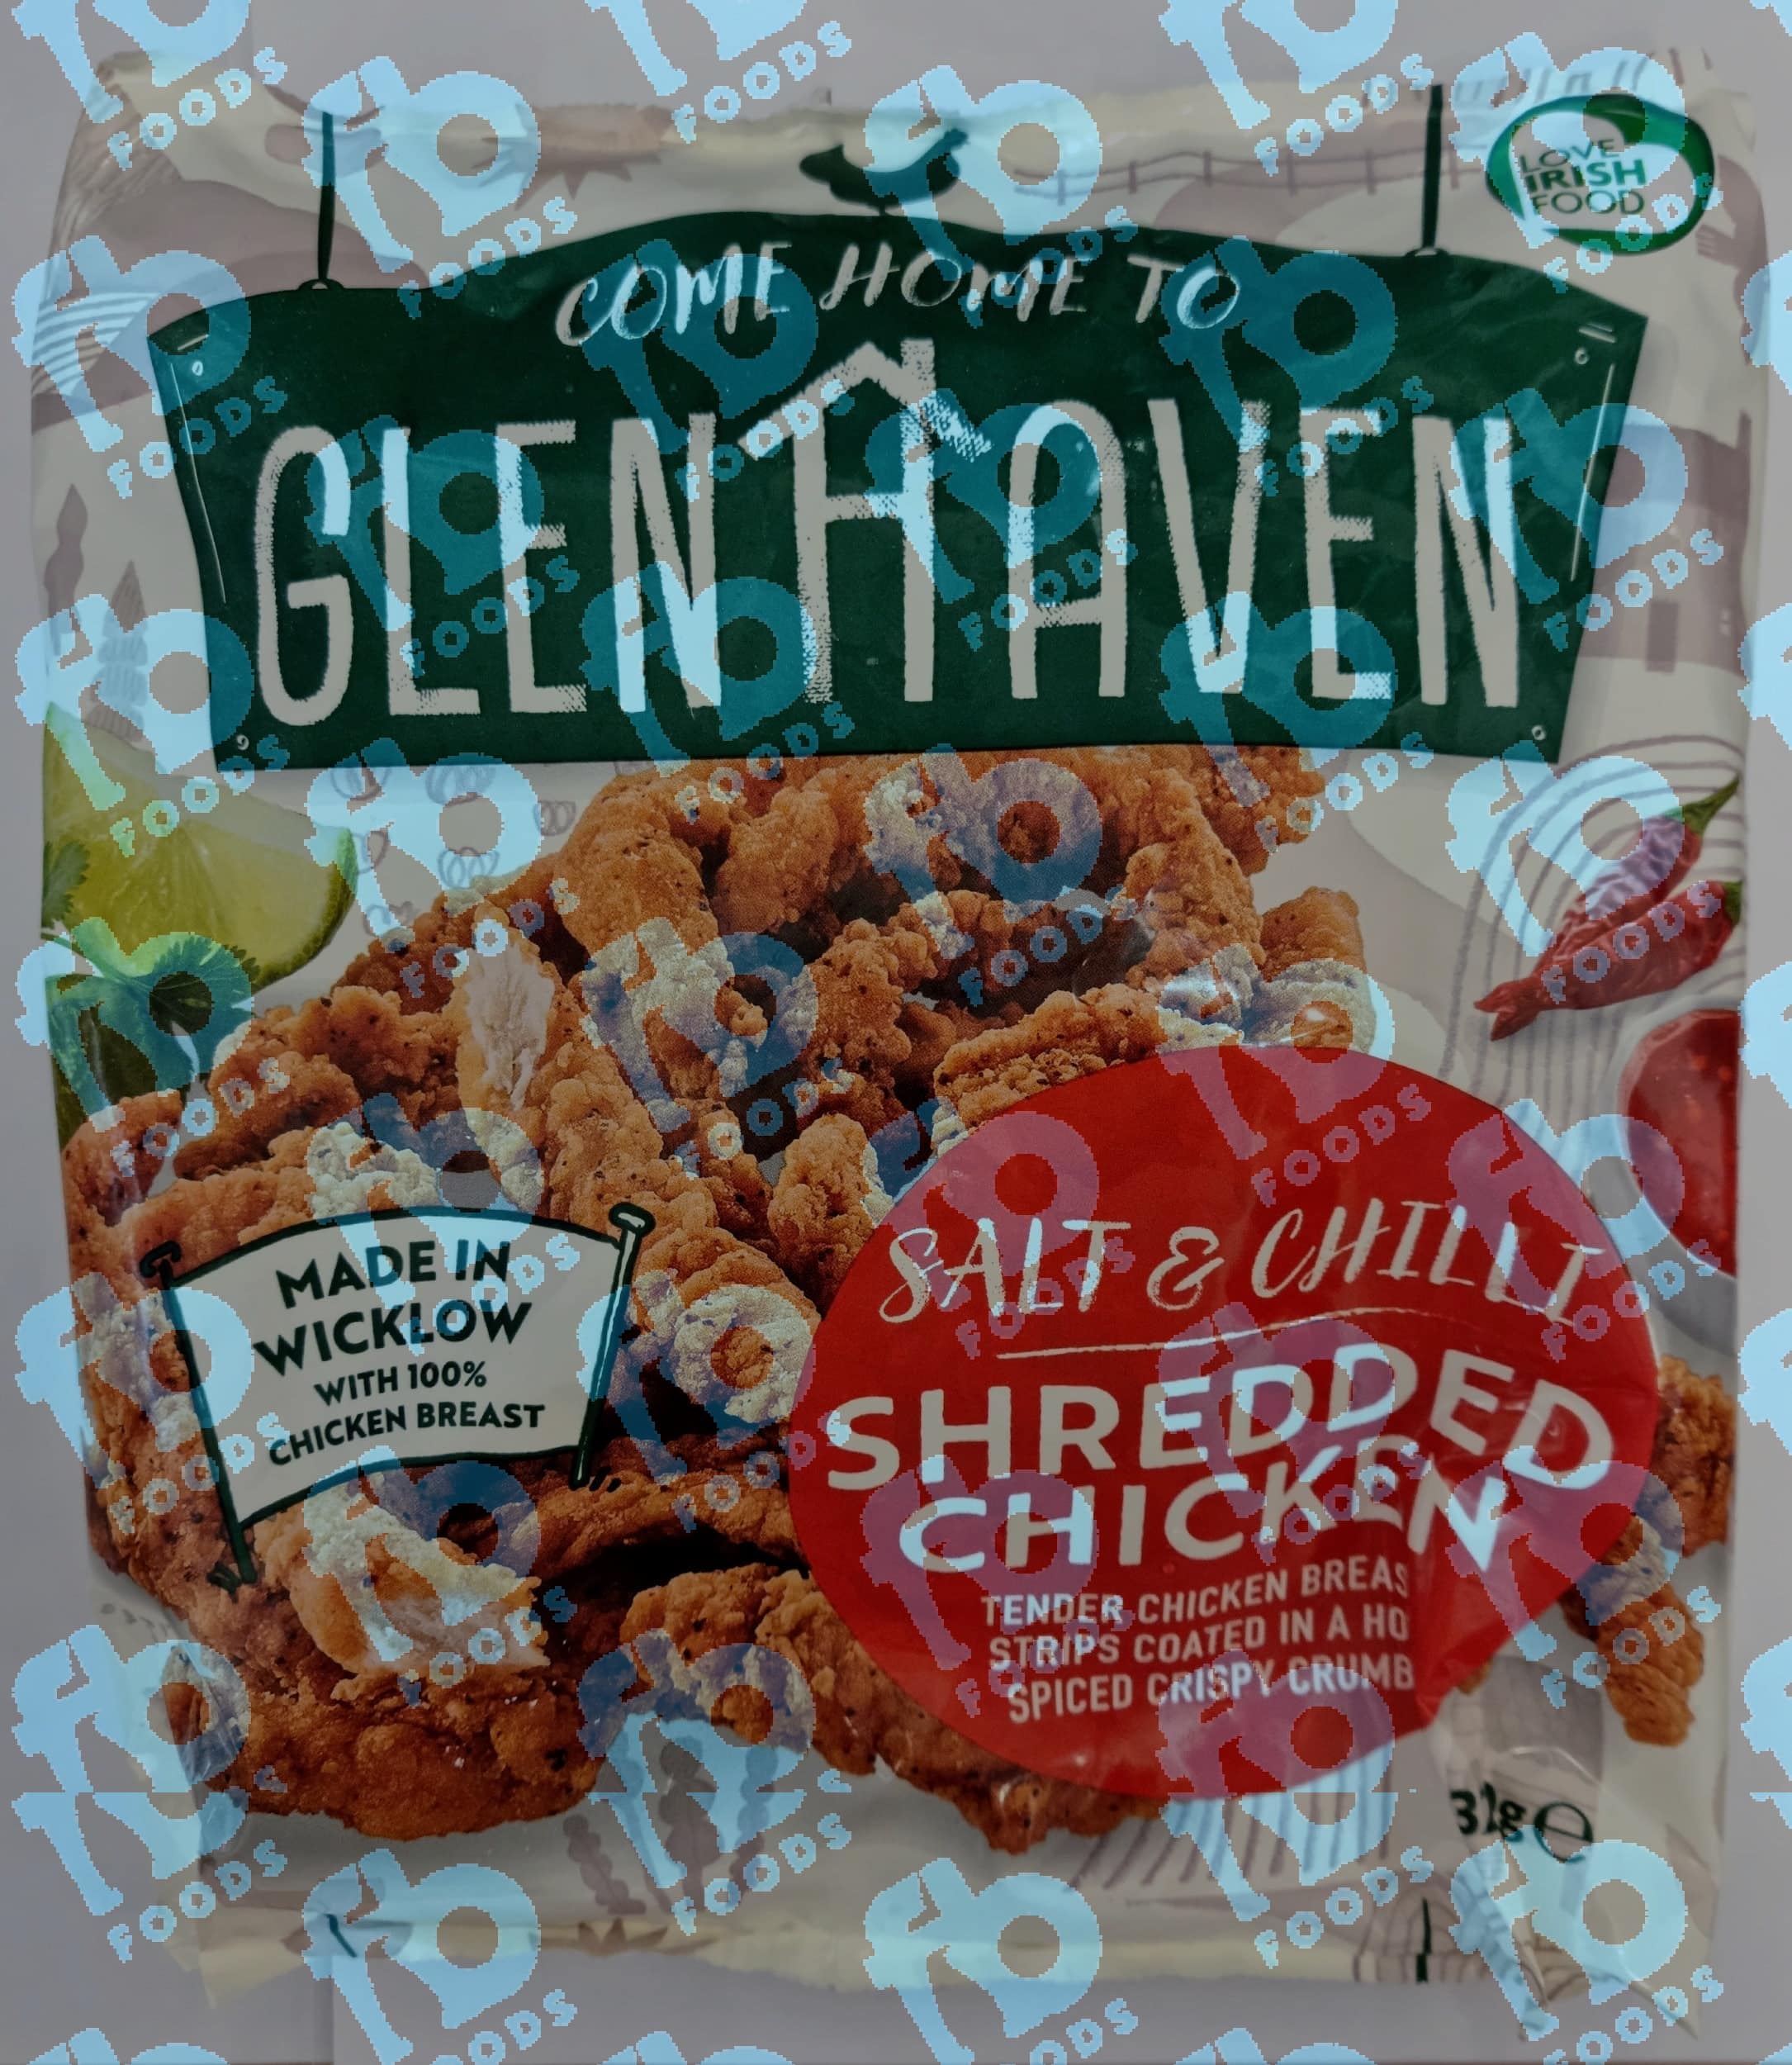 LOVE
IRISH
FOOD
COME HOME TO
GLENHAVEN
MADE IN
WICKLOW
WITH 100%
CHICKEN BREAST
SALT & CHILLI
SHREDDED
CHICKEN
TENDER CHICKEN BREAS
STRIPS COATED IN A HO
SPICED CRISPY CRUMB
FOODS